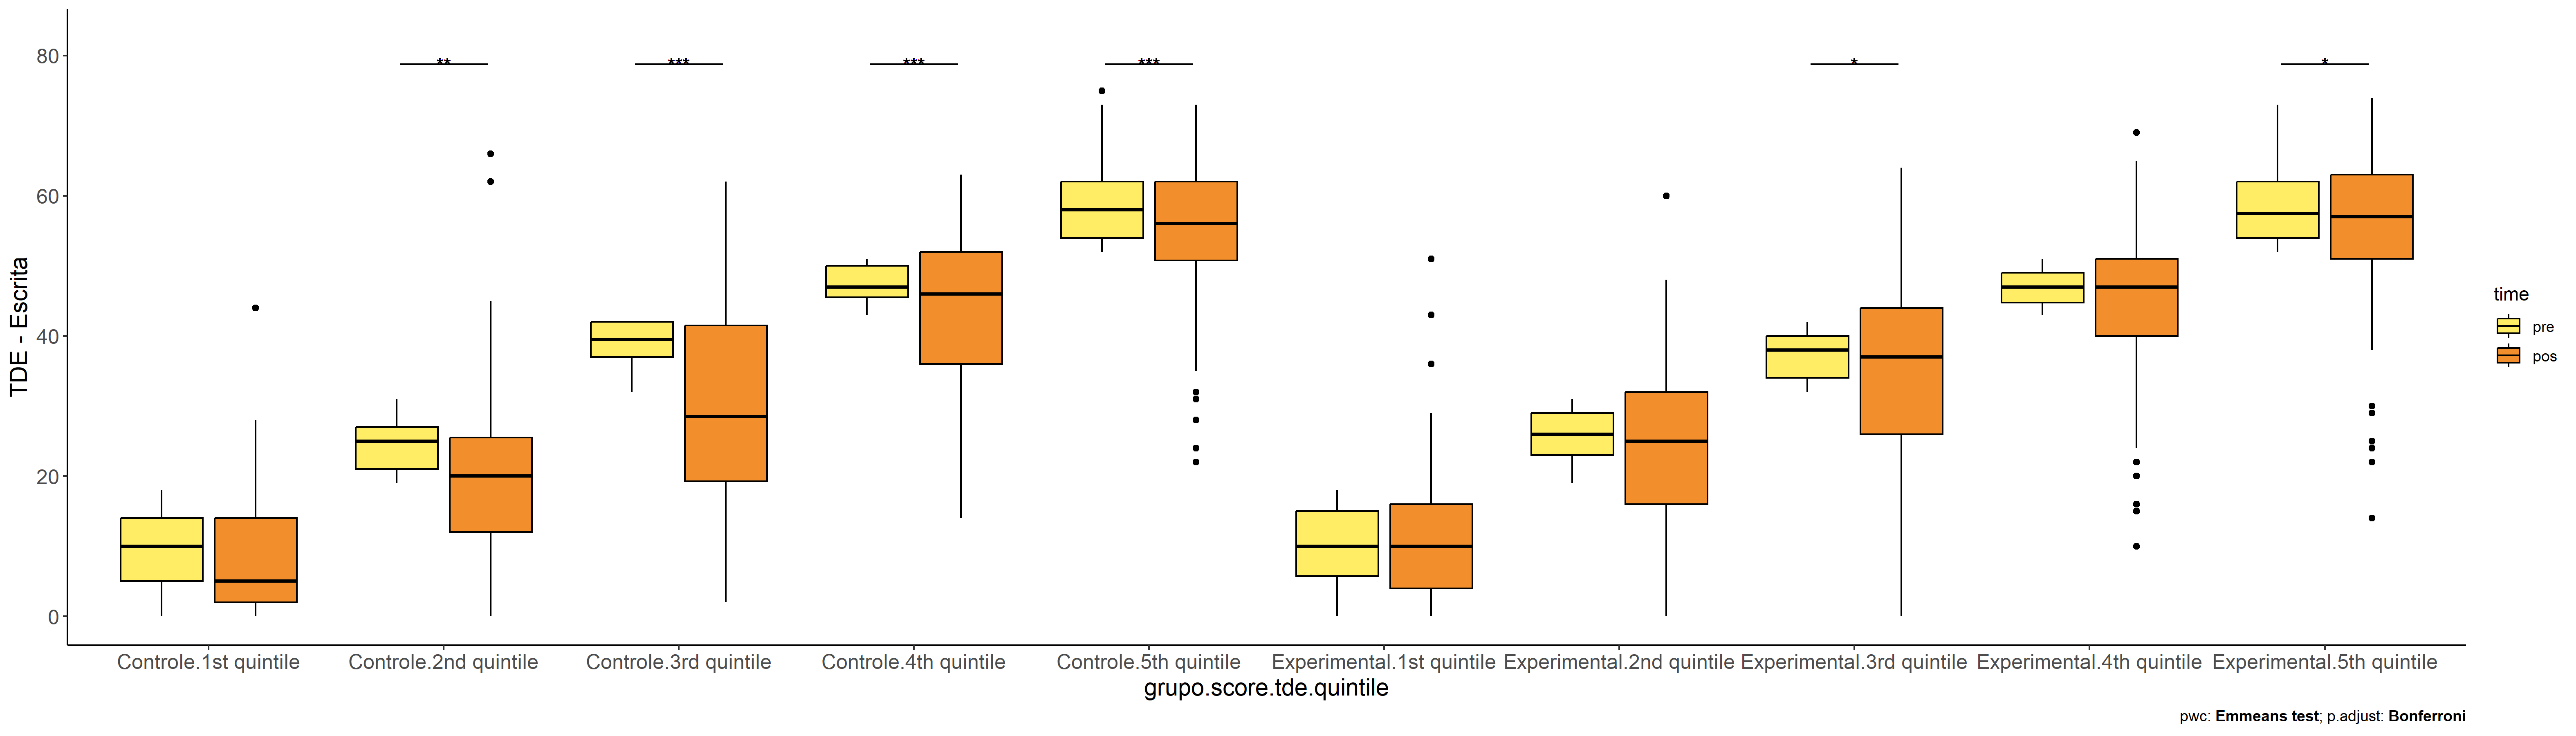 80
60
40
20
0
TDE - Escrita
** *** *** *** * *
Controle.1st quintile Controle.2nd quintile Controle.3rd quintile Controle.4th quintile Controle.5th quintile Experimental.1st quintile Experimental.2nd quintile Experimental.3rd quintile Experimental.4th quintile Experimental.5th quintile
grupo.score.tde.quintile
time
pre
pos
pwc: Emmeans test; p.adjust: Bonferroni